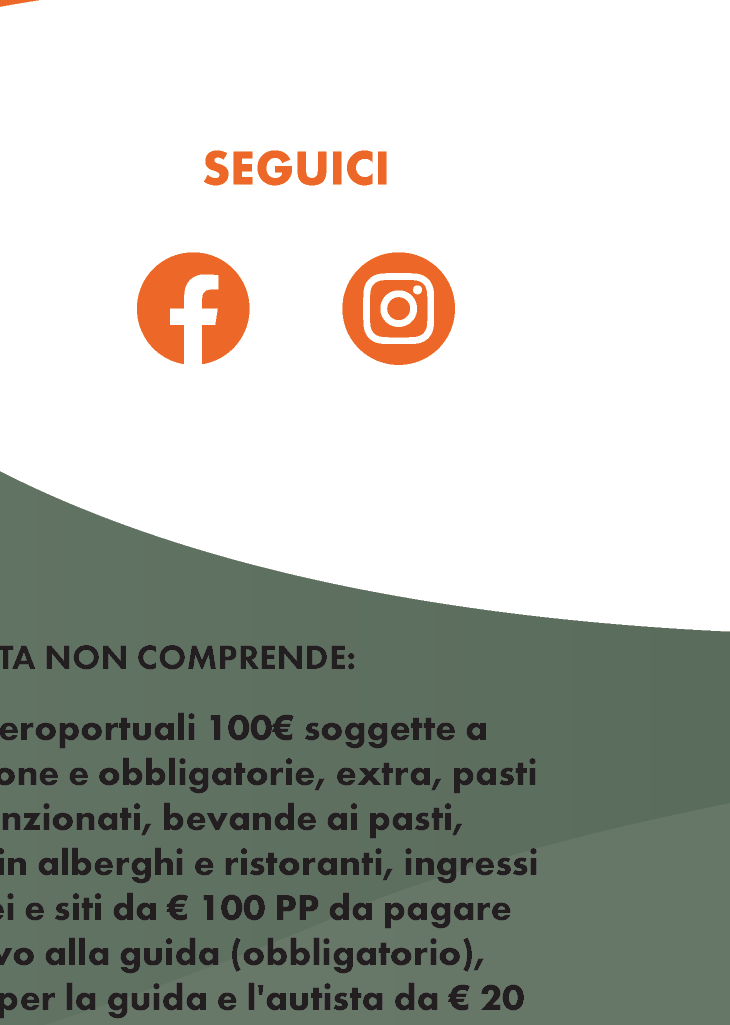 SEGUICI
TA NON COMPRENDE:
eroportuali 100€ soggette a
one e obbligatorie, extra, pasti
nzionati, bevande ai pasti,
in alberghi e ristoranti, ingressi
ei e siti da € 100 PP da pagare
vo alla guida (obbligatorio),
per la guida e l'autista da € 20